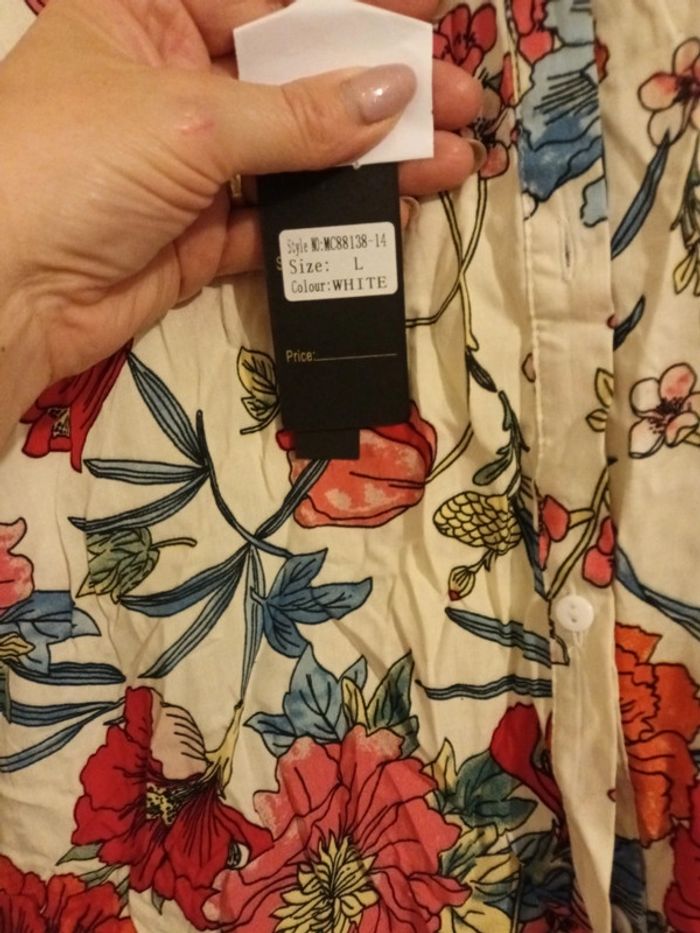 Style NO:MC88138-14
Size: L
Colour:WHITE
Price: